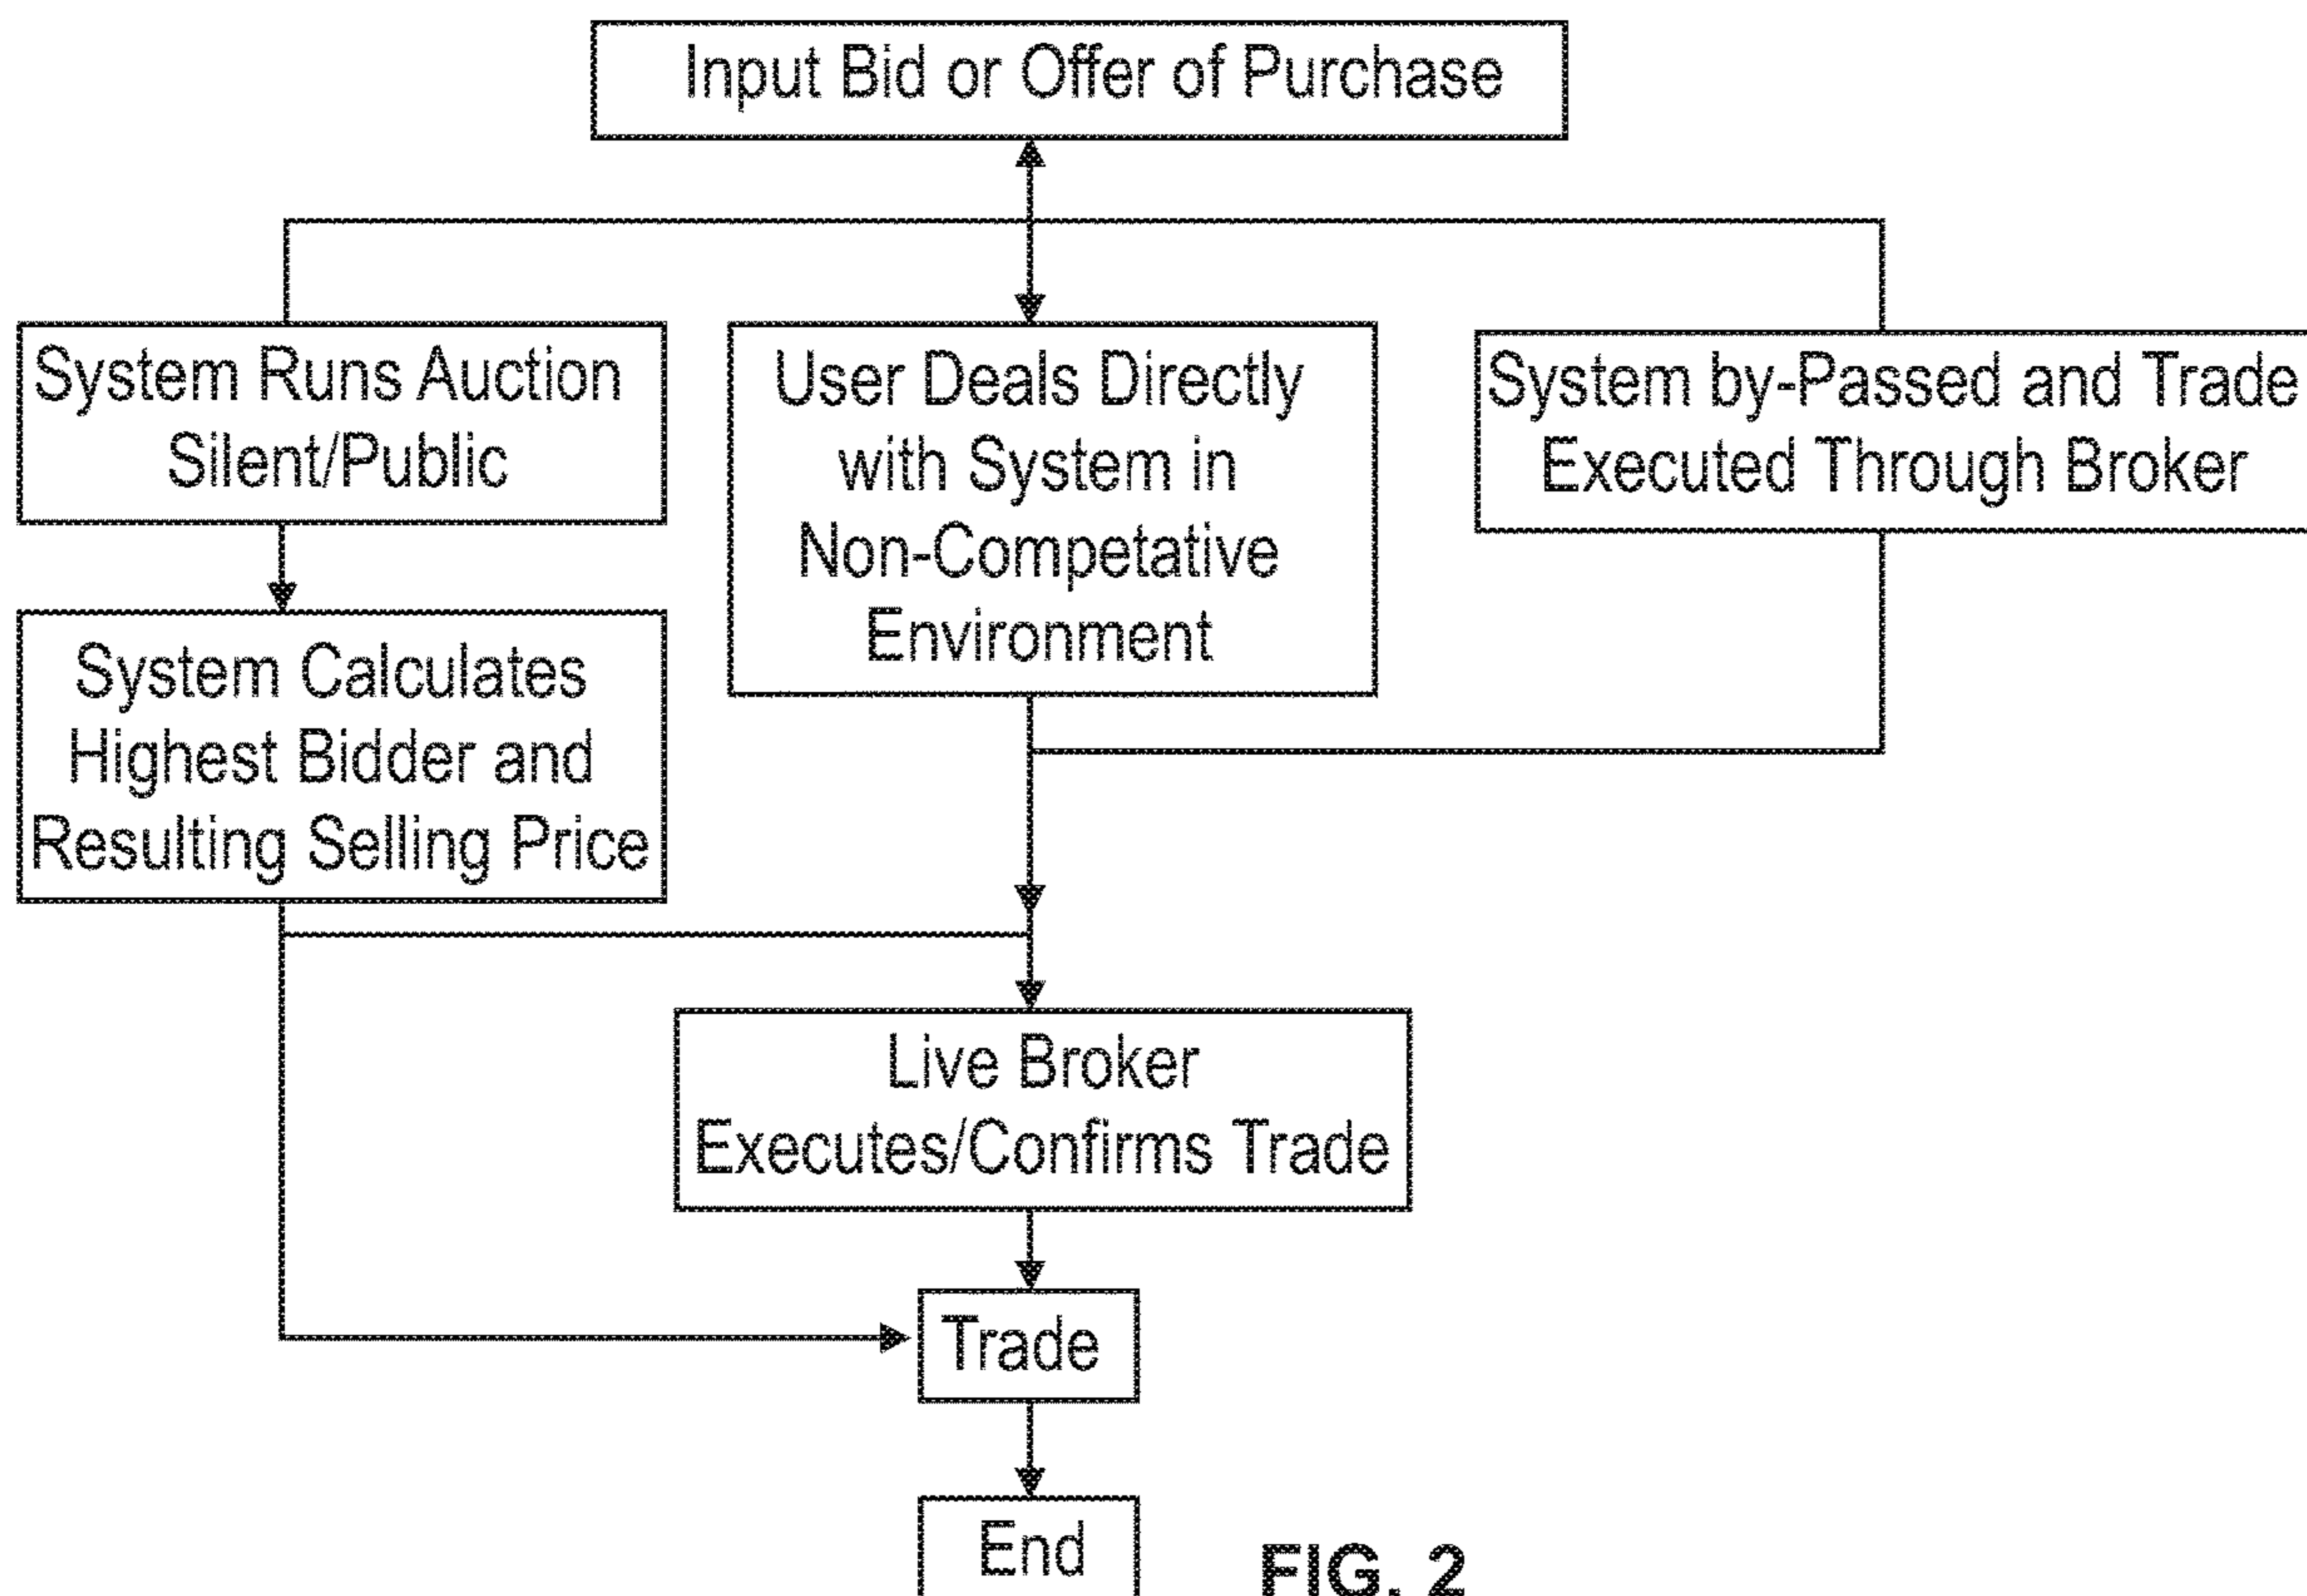 Input Bid or Offer of Purchase
System Runs Auction
Silent/Public
User Deals Directly
with System in
Non-Competative
Environment
System by-Passed and Trade
Executed Through Broker
System Calculates
Highest Bidder and
Resulting Selling Price
Live Broker
Executes/Confirms Trade
Trade
End
FIG. 2